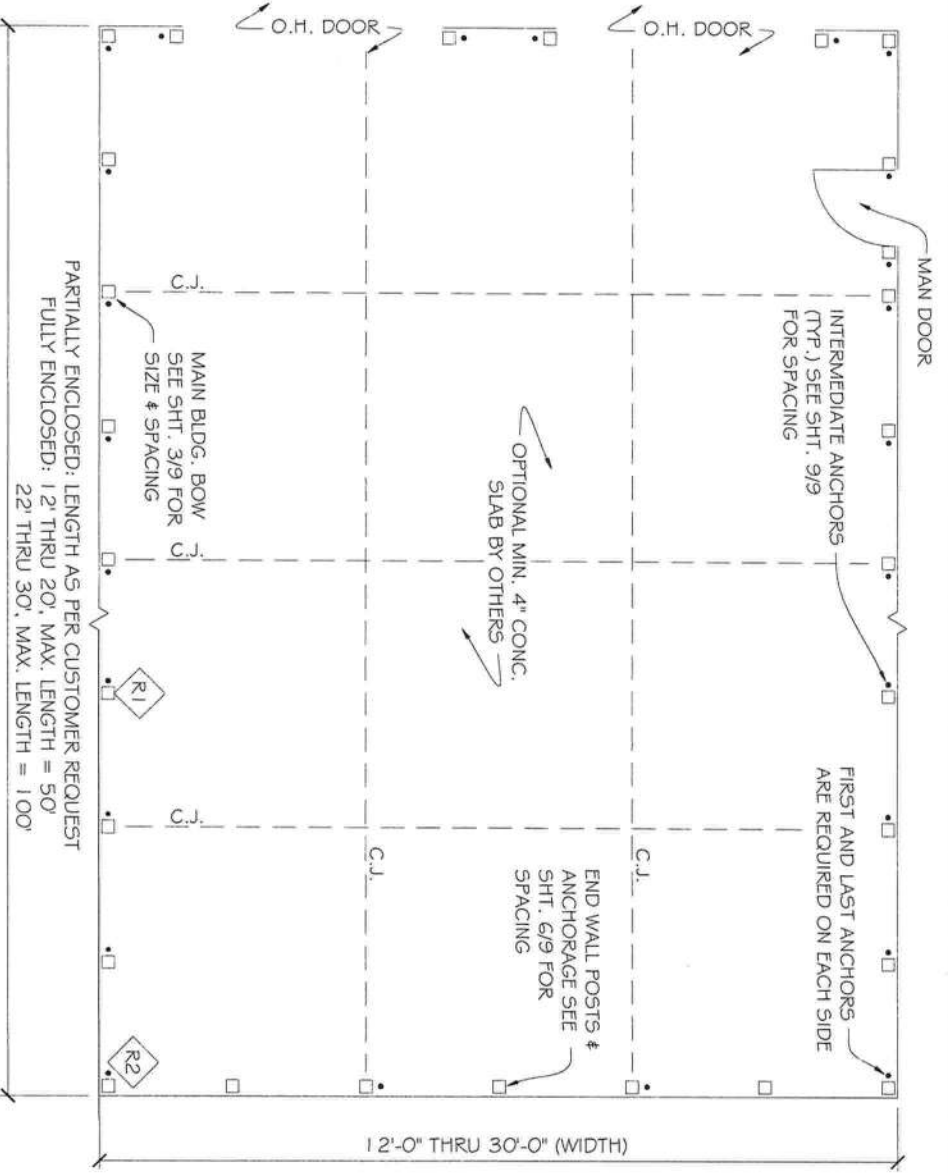 O.H. DOOR
O.H. DOOR
MAN DOOR
INTERMEDIATE ANCHORS
(TYP.) SEE SHT. 9/9
FOR SPACING
FIRST AND LAST ANCHORS
ARE REQUIRED ON EACH SIDE
C.J.
MAIN BLDG. BOW
SEE SHT. 3/9 FOR
SIZE & SPACING
C.J.
OPTIONAL MIN. 4" CONC.
SLAB BY OTHERS
C.J.
C.J.
C.J.
END WALL POSTS &
ANCHORAGE SEE
SHT. 6/9 FOR
SPACING
R1
R2
PARTIALLY ENCLOSED: LENGTH AS PER CUSTOMER REQUEST
FULLY ENCLOSED: 12' THRU 20', MAX. LENGTH = 50'
22' THRU 30', MAX. LENGTH = 100'
12'-0" THRU 30'-0" (WIDTH)